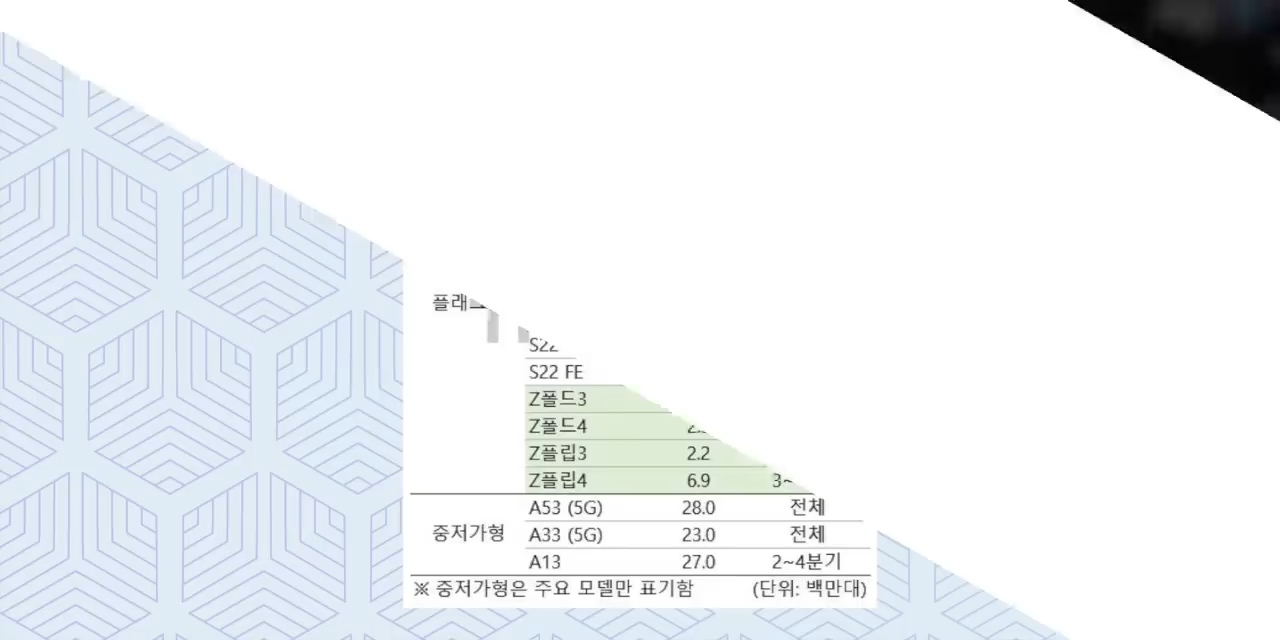 플래
S22
S22 FE
Z폴드3
Z폴드4
Z플립3 2.2
Z플립4 6.9
A53 (5G) 28.0 전체
중저가형 A33 (5G) 23.0 전체
A13 27.0 2~4분기
※ 중저가형은 주요 모델만 표기함 (단위: 백만대)